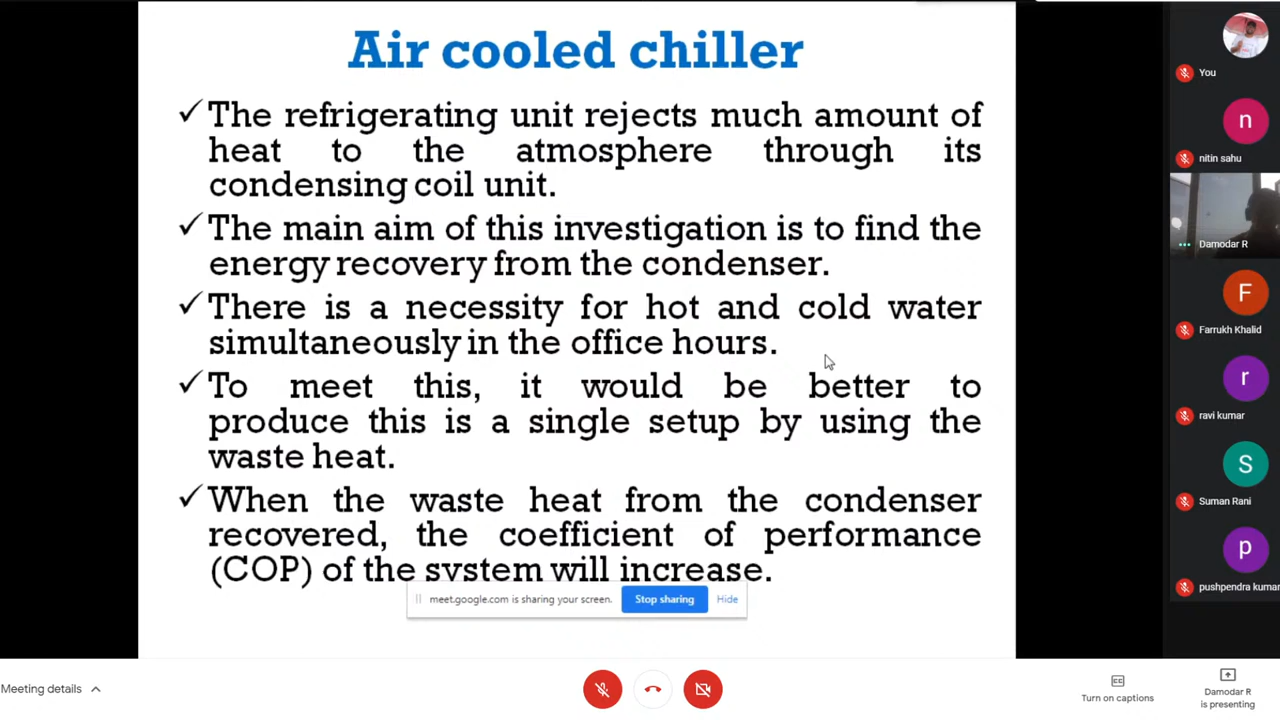 Air cooled chiller
✓ The refrigerating unit rejects much amount of
heat to the atmosphere through its
condensing coil unit.
✓ The main aim of this investigation is to find the
energy recovery from the condenser.
✓ There is a necessity for hot and cold water
simultaneously in the office hours.
✓ To meet this, it would be better to
produce this is a single setup by using the
waste heat.
✓ When the waste heat from the condenser
recovered, the coefficient of performance
(COP) of the system will increase.
meet.google.com is sharing your screen. Stop sharing Hide
You
n
nitin sahu
Damodar R
F
Farrukh Khalid
r
ravi kumar
S
Suman Rani
p
pushpendra kumar
Meeting details
Turn on captions
Damodar R
is presenting